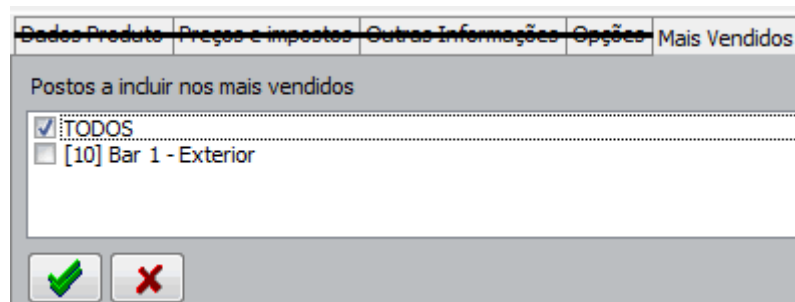 Dados Produto Preços e impostos Outras Informações Opções Mais Vendidos
Postos a incluir nos mais vendidos
TODOS
[10] Bar 1 - Exterior